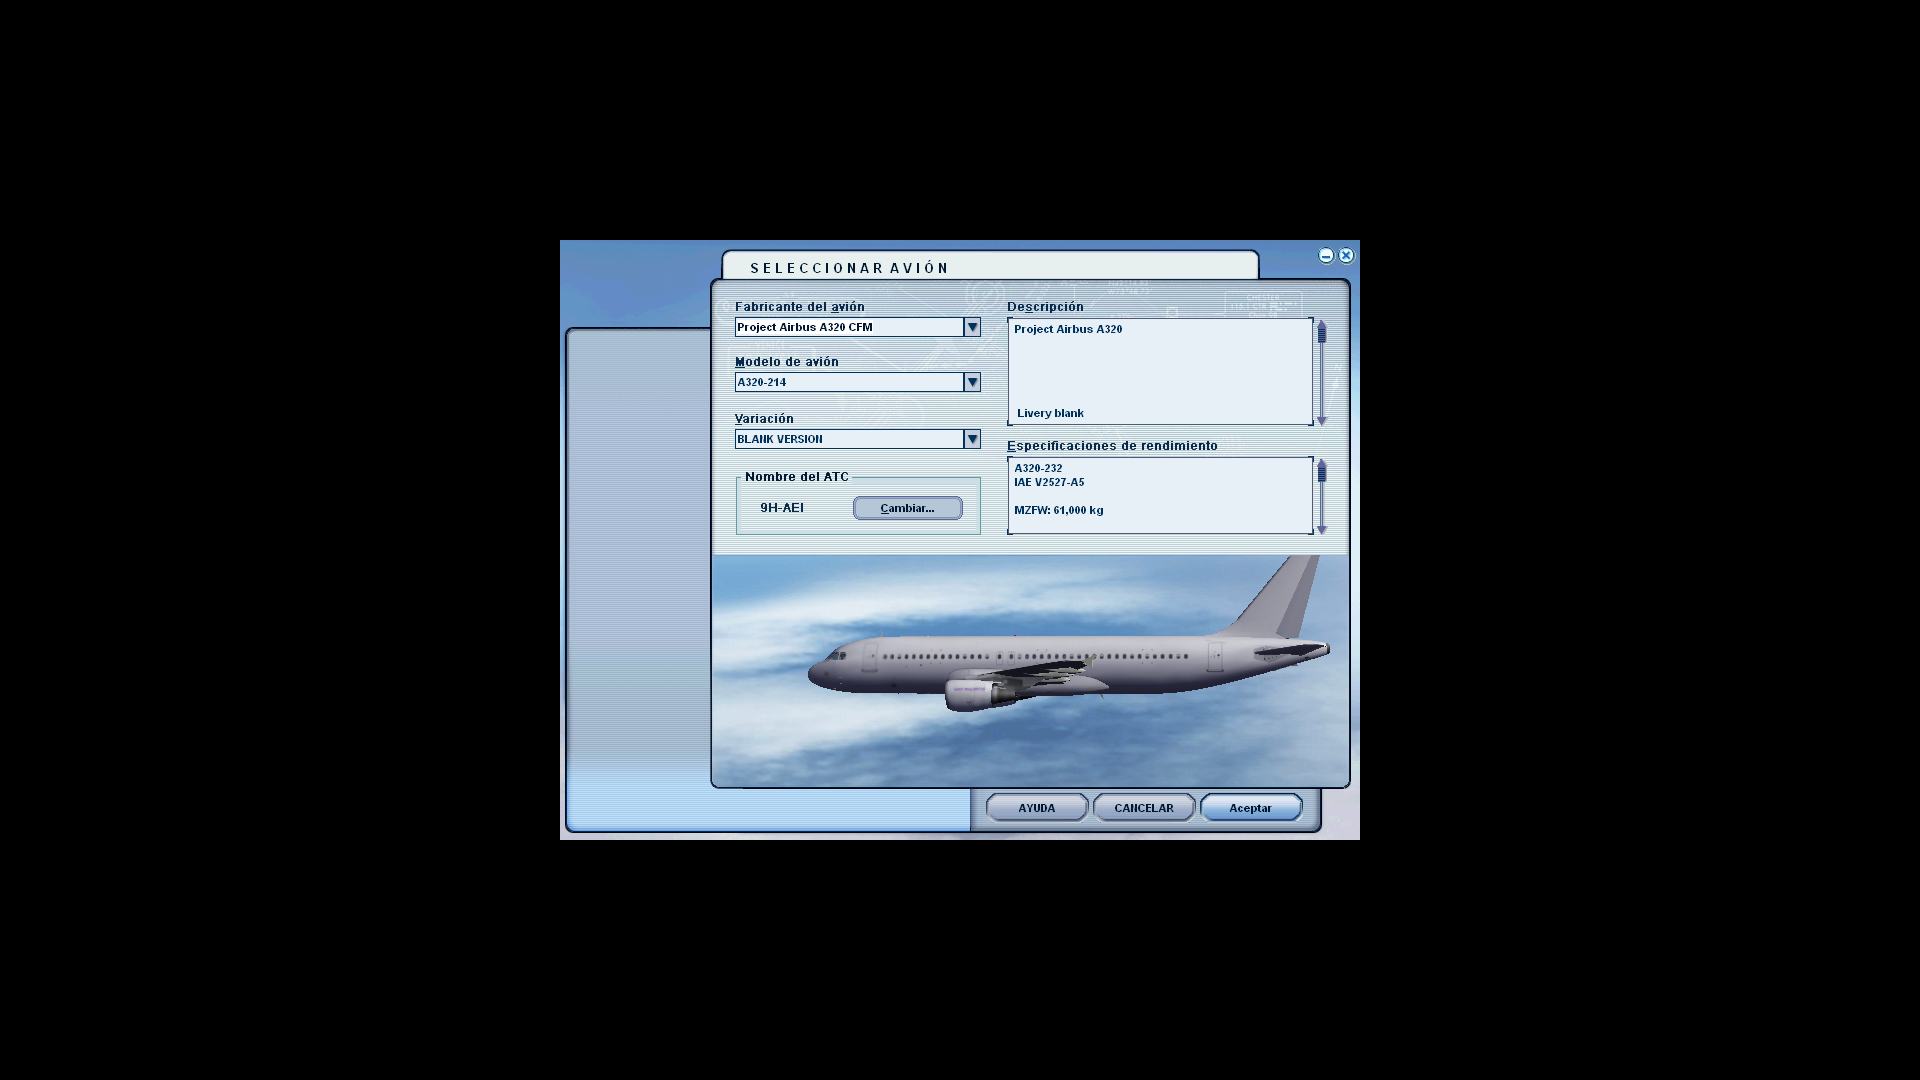 SELECCIONAR AVIÓN
Fabricante del avión
Project Airbus A320 CFM
Modelo de avión
A320-214
Variación
BLANK VERSION
Nombre del ATC
9H-AEI
Cambiar...
Descripción
Project Airbus A320
Livery blank
Especificaciones de rendimiento
A320-232
IAE V2527-A5
MZFW: 61,000 kg
AYUDA
CANCELAR
Aceptar